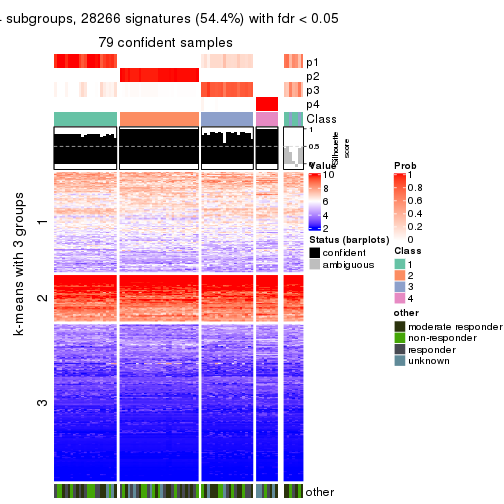 subgroups, 28266 signatures (54.4%) with fdr < 0.05
79 confident samples
p1
p2
p3
p4
Class
1
0.5
0
Silhouette
score
k-means with 3 groups
1
2
3
other
Value
10
8
6
4
2
Status (barplots)
confident
ambiguous
Prob
1
0.8
0.6
0.4
0.2
0
Class
1
2
3
4
other
moderate responder
non-responder
responder
unknown